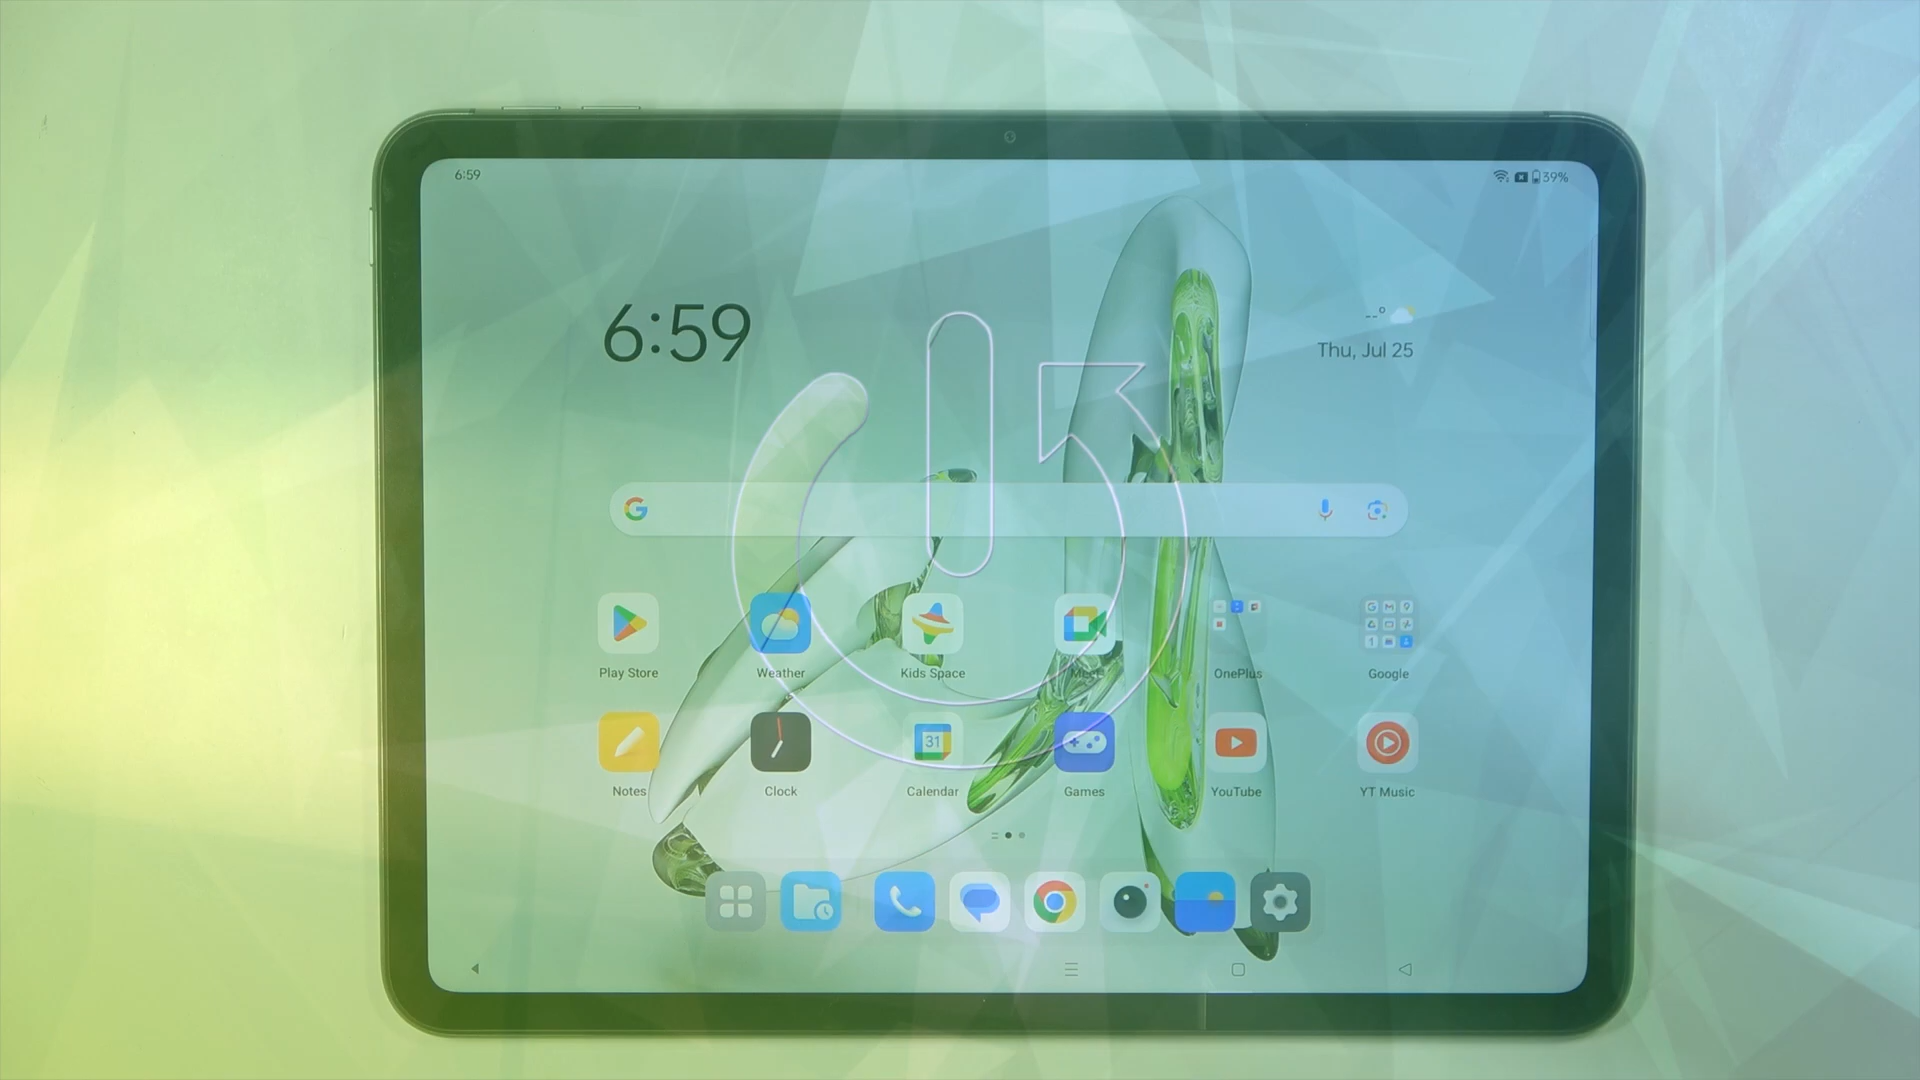 6:59
39%
6:59
--°
Thu, Jul 25
Play Store
Weather
Kids Space
Meet
OnePlus
Google
31
Notes
Clock
Calendar
Games
YouTube
YT Music